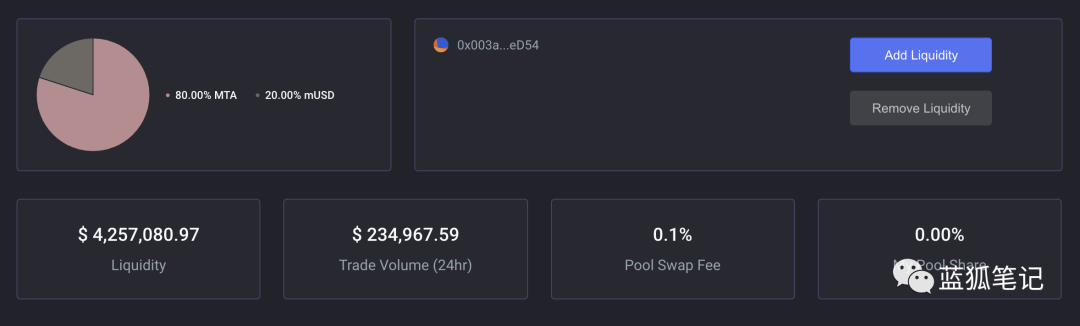 80.00% MTA
20.00% mUSD
0x003a...eD54
Add Liquidity
Remove Liquidity
$ 4,257,080.97
Liquidity
$ 234,967.59
Trade Volume (24hr)
0.1%
Pool Swap Fee
0.00%
Pool Share
蓝狐笔记